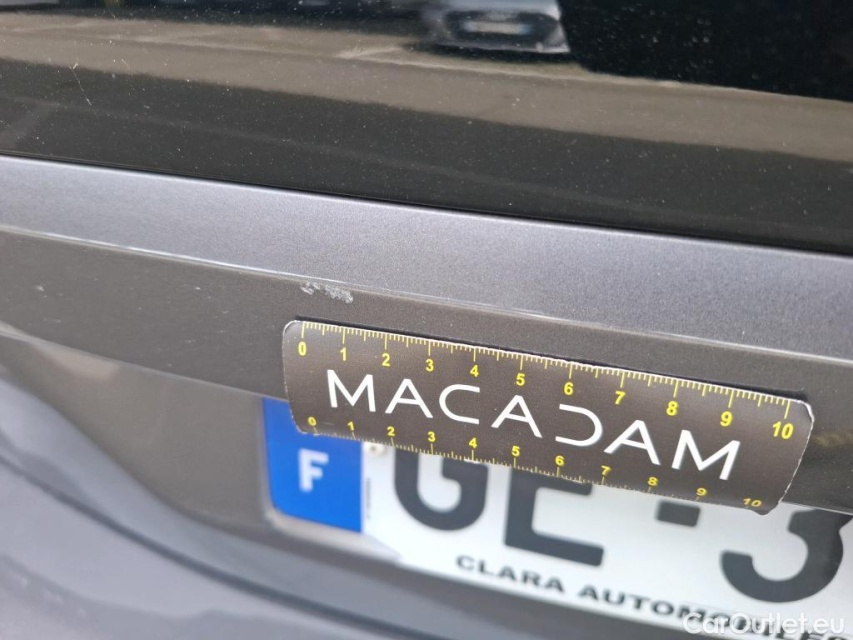 0 1 2 3 4 5 6 7 8 9 10
MACADAM
0 1 2 3 4 5 6 7 8 9 10
F
GE-3
CLARA AUTOMO
CarOutlet.eu